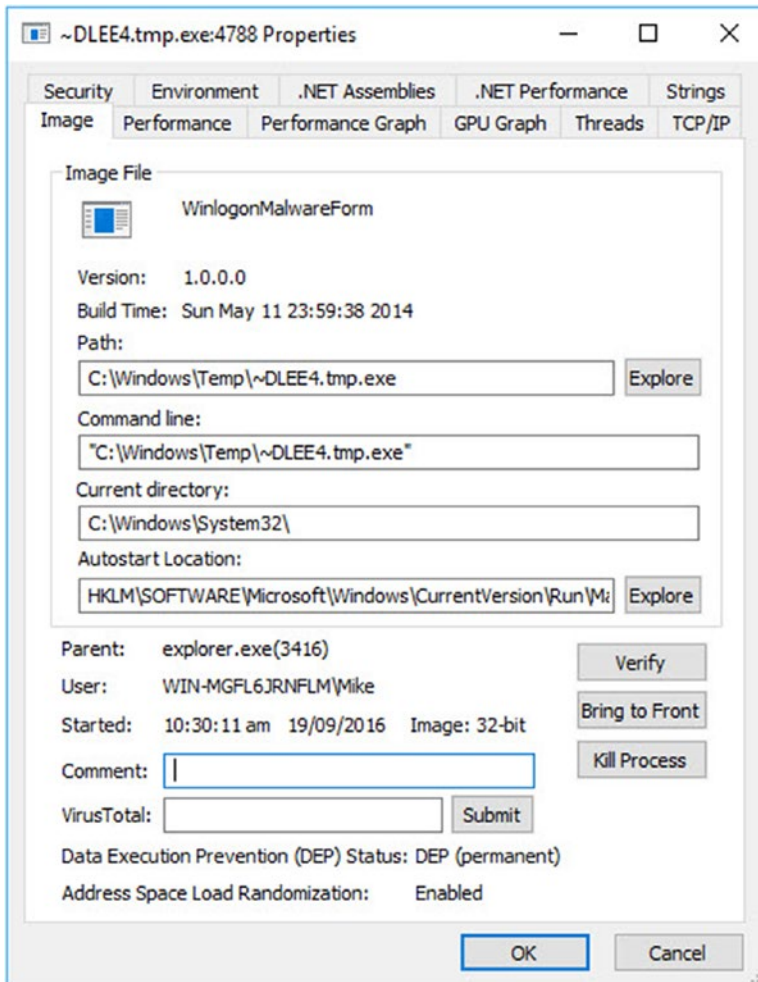 ~DLEE4.tmp.exe:4788 Properties
Security Environment .NET Assemblies .NET Performance Strings
Image Performance Performance Graph GPU Graph Threads TCP/IP
Image File
WinlogonMalwareForm
Version: 1.0.0.0
Build Time: Sun May 11 23:59:38 2014
Path:
C:\Windows\Temp\~DLEE4.tmp.exe Explore
Command line:
"C:\Windows\Temp\~DLEE4.tmp.exe"
Current directory:
C:\Windows\System32\
Autostart Location:
HKLM\SOFTWARE\Microsoft\Windows\CurrentVersion\Run\Ma Explore
Parent: explorer.exe(3416)
Verify
User: WIN-MGFL6JRNFLM\Mike
Bring to Front
Started: 10:30:11 am 19/09/2016 Image: 32-bit
Kill Process
Comment:
VirusTotal: Submit
Data Execution Prevention (DEP) Status: DEP (permanent)
Address Space Load Randomization: Enabled
OK Cancel